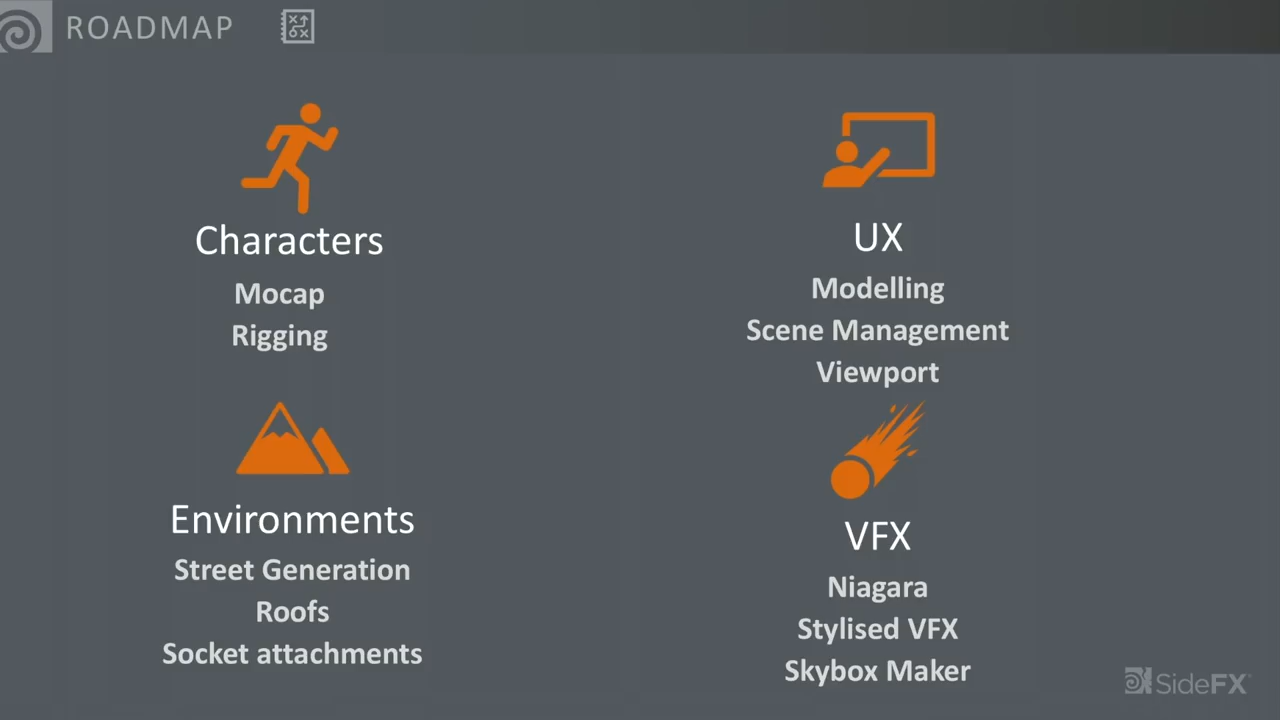 ROADMAP
Characters
Mocap
Rigging
UX
Modelling
Scene Management
Viewport
Environments
Street Generation
Roofs
Socket attachments
VFX
Niagara
Stylised VFX
Skybox Maker
SideFX